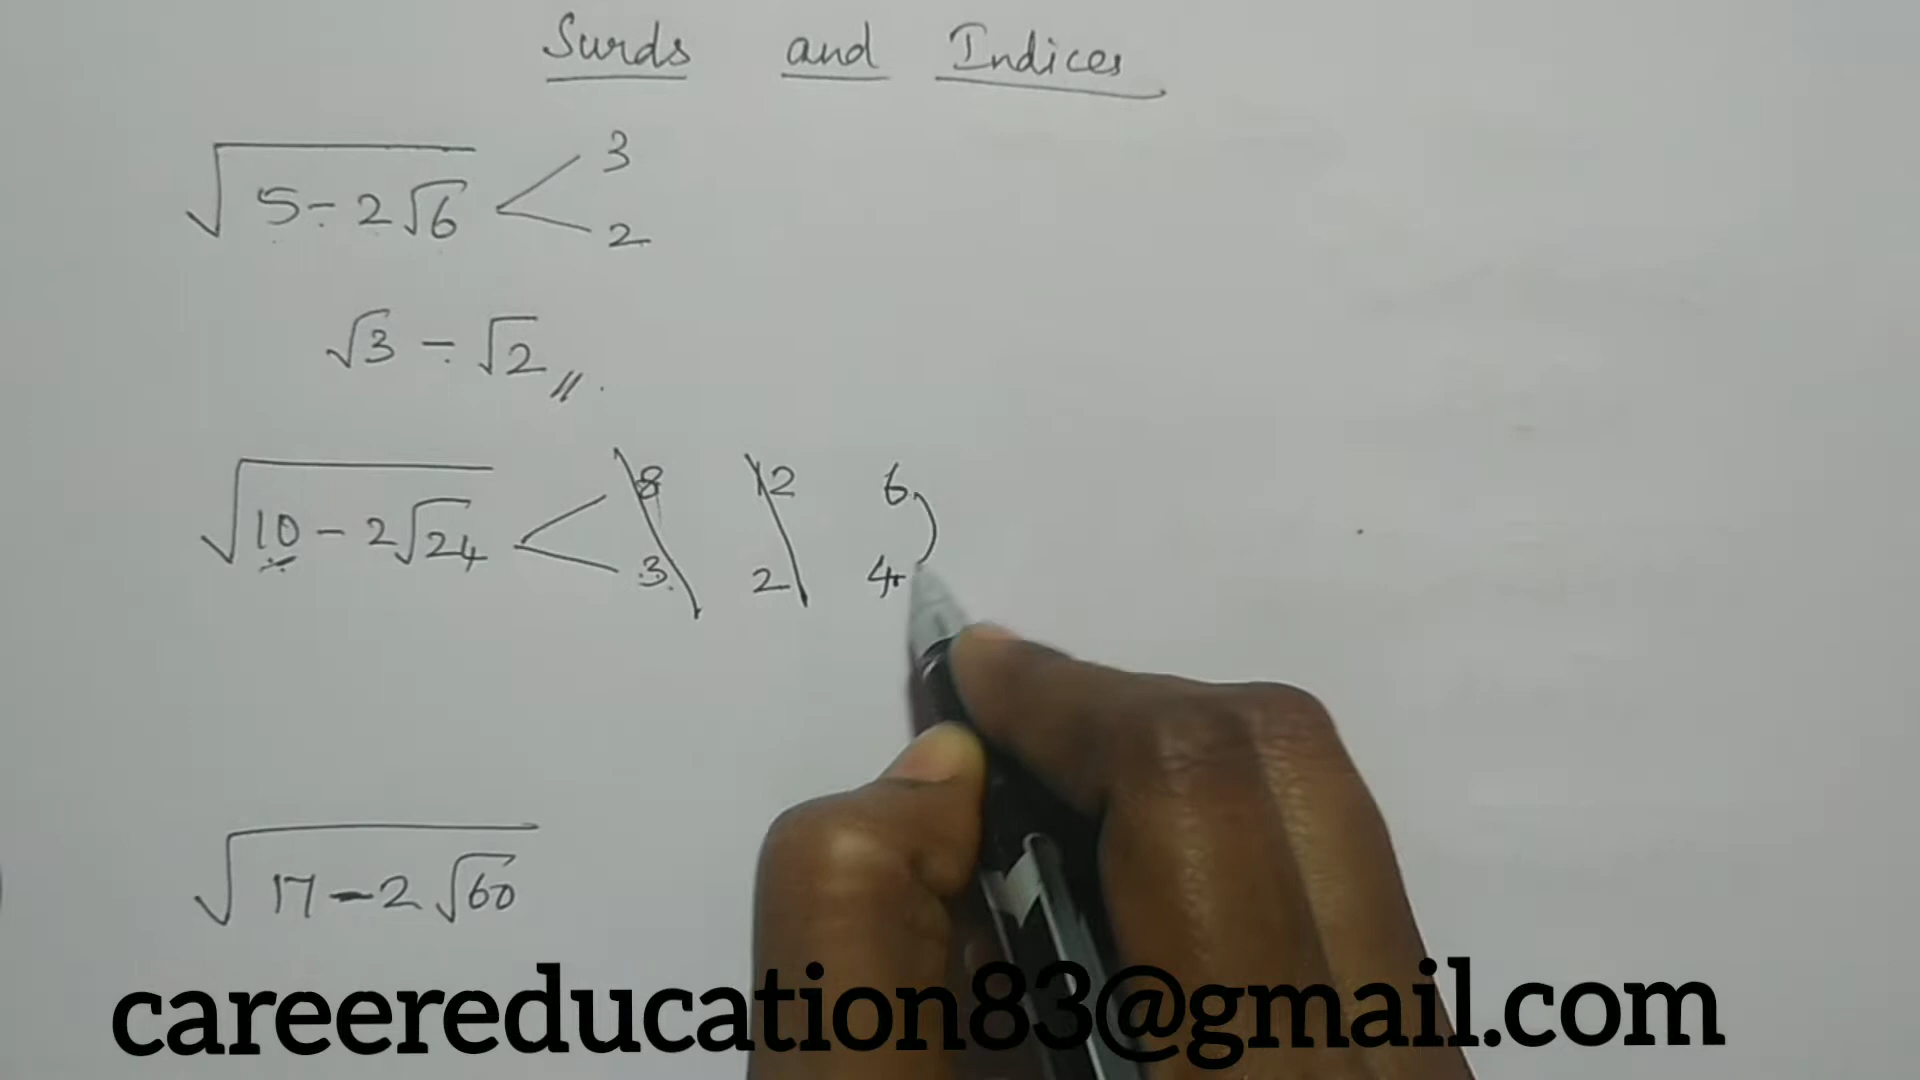 Surds and Indices
√5-2√6 < 3
2
√3 - √2 //.
√10-2√24 < 8 12 6
3 2 4
√17-2√60
careereducation83@gmail.com